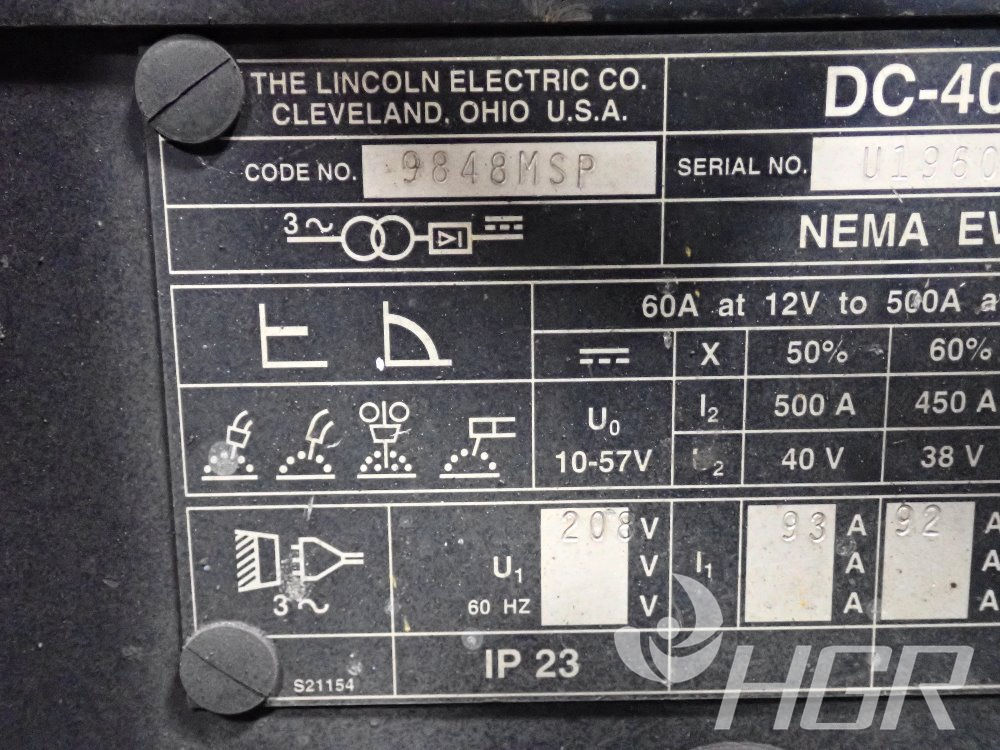 THE LINCOLN ELECTRIC CO.
CLEVELAND, OHIO U.S.A.
DC-40
CODE NO. 9848MSP
SERIAL NO. U1960
3
NEMA
60A at 12V to 500A
X 50% 60%
U0 I2 500 A 450 A
10-57V 2 40 V 38 V
208 V 93 A 92 A
U1 V I1 A A
60 HZ V A A
3
IP 23
S21154
HGR